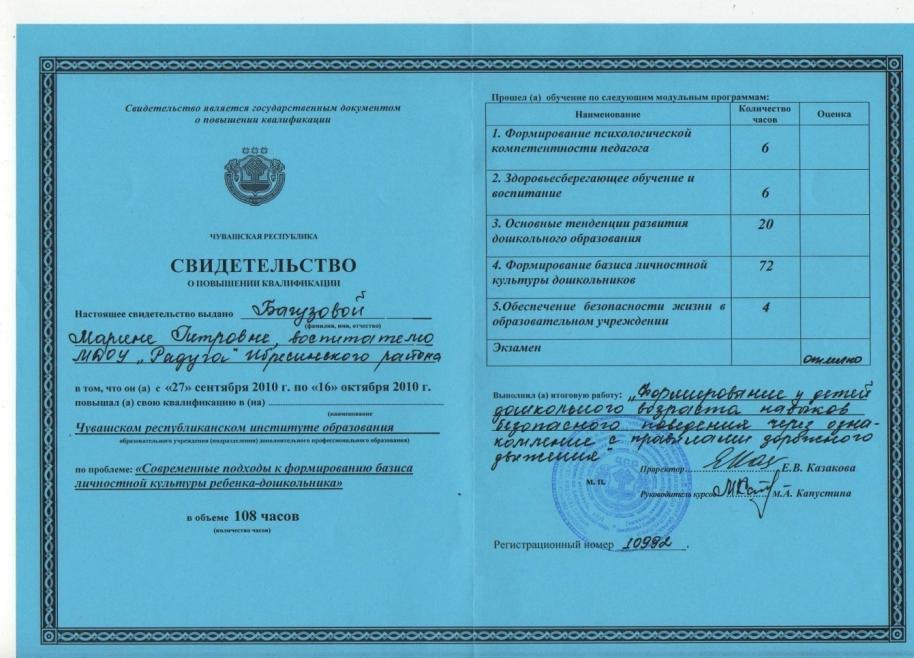 Свидетельство является государственным документом
о повышении квалификации
ЧУВАШСКАЯ РЕСПУБЛИКА
СВИДЕТЕЛЬСТВО
О ПОВЫШЕНИИ КВАЛИФИКАЦИИ
Настоящее свидетельство выдано Багузовой
(фамилия, имя, отчество)
Марине Петровне, воспитателю
МДОУ "Радуга" Ибресинского района
в том, что он (а) с «27» сентября 2010 г. по «16» октября 2010 г.
повышал (а) свою квалификацию в (на)
(наименование
Чувашском республиканском институте образования
образовательного учреждения (подразделения) дополнительного профессионального образования)
по проблеме: «Современные подходы к формированию базиса
личностной культуры ребенка-дошкольника»
в объеме 108 часов
(количество часов)
Прошел (а) обучение по следующим модульным программам:
Наименование Количество часов Оценка
1. Формирование психологической
компетентности педагога 6
2. Здоровьесберегающее обучение и
воспитание 6
3. Основные тенденции развития 20
дошкольного образования
4. Формирование базиса личностной 72
культуры дошкольников
5.Обеспечение безопасности жизни в 4
образовательном учреждении
Экзамен отлично
Выполнил (а) итоговую работу: „Формирование у детей
дошкольного возраста навыков
безопасного поведения через озна-
комление с правилами дорожного
движения"
Проректор Е.В. Казакова
М. П.
Руководитель курсов М.А. Капустина
Регистрационный номер 10992.